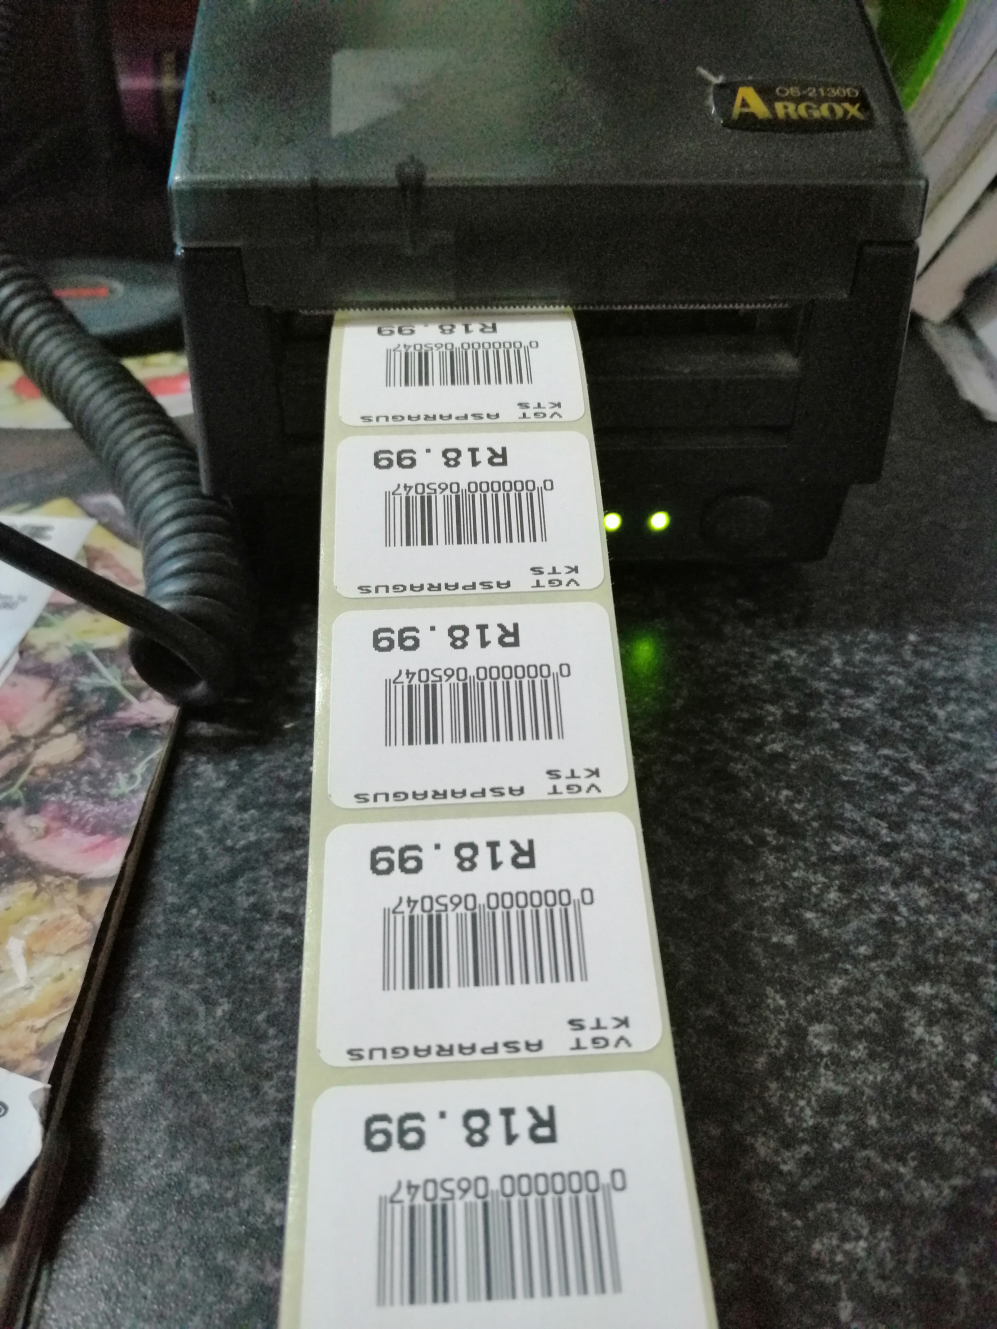 OS-2130D
ARGOX
VGT ASPARAGUS
KTS
0 000000 065047
R18.99
VGT ASPARAGUS
KTS
0 000000 065047
R18.99
VGT ASPARAGUS
KTS
0 000000 065047
R18.99
VGT ASPARAGUS
KTS
0 000000 065047
R18.99
0 000000 065047
R18.99